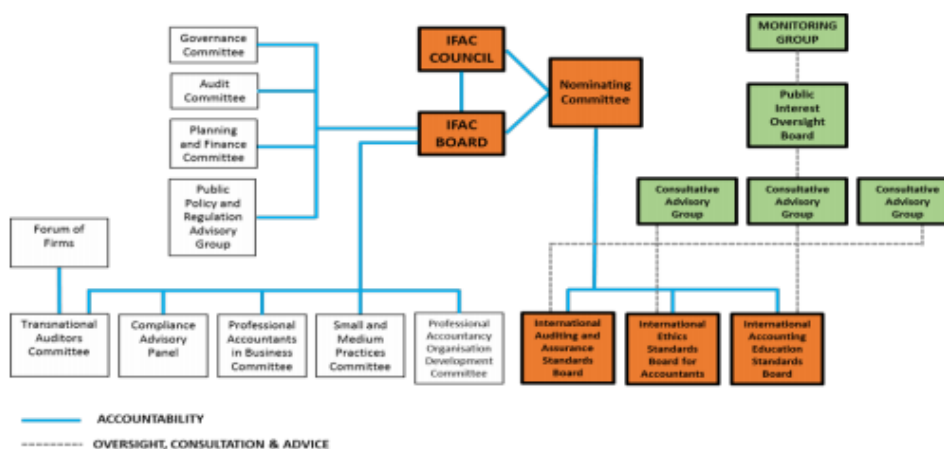 Governance
Committee
Audit
Committee
Planning
and Finance
Committee
Public
Policy and
Regulation
Advisory
Group
IFAC
COUNCIL
IFAC
BOARD
Nominating
Committee
MONITORING
GROUP
Public
Interest
Oversight
Board
Consultative
Advisory
Group
Consultative
Advisory
Group
Consultative
Advisory
Group
Forum of
Firms
Transnational
Auditors
Committee
Compliance
Advisory
Panel
Professional
Accountants
in Business
Committee
Small and
Medium
Practices
Committee
Professional
Accountancy
Organisation
Development
Committee
International
Auditing and
Assurance
Standards
Board
International
Ethics
Standards
Board for
Accountants
International
Accounting
Education
Standards
Board
ACCOUNTABILITY
OVERSIGHT, CONSULTATION & ADVICE